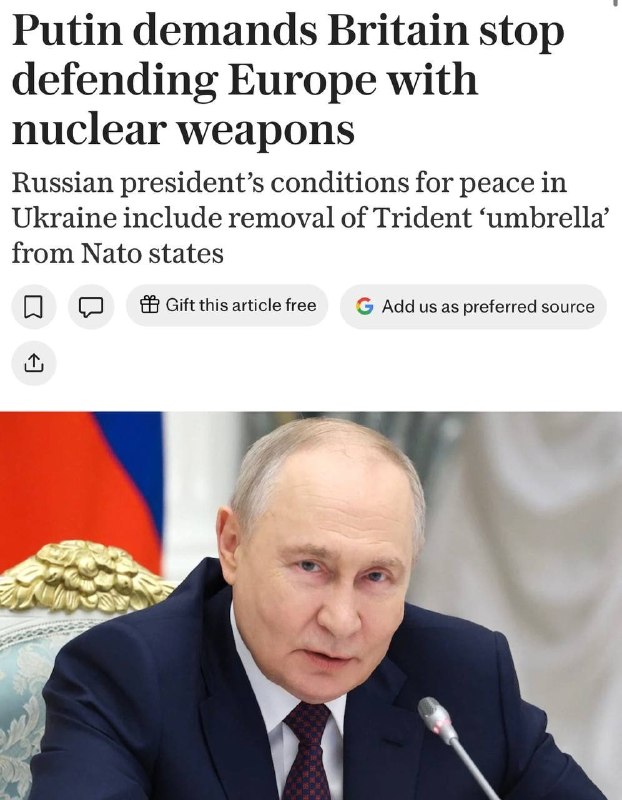 Putin demands Britain stop
defending Europe with
nuclear weapons
Russian president’s conditions for peace in
Ukraine include removal of Trident ‘umbrella’
from Nato states
Gift this article free
Add us as preferred source